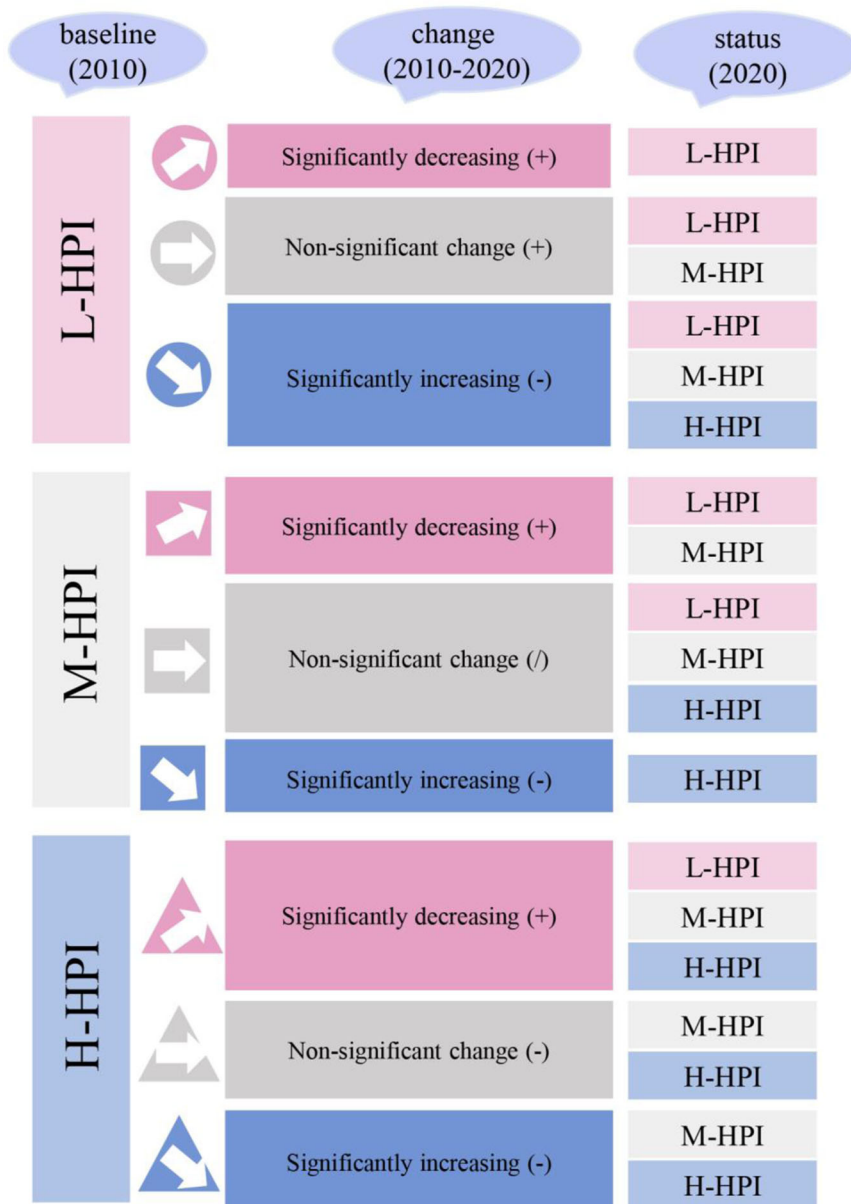 baseline
(2010)
change
(2010-2020)
status
(2020)
L-HPI
Significantly decreasing (+)
L-HPI
Non-significant change (+)
L-HPI
M-HPI
Significantly increasing (-)
L-HPI
M-HPI
H-HPI
M-HPI
Significantly decreasing (+)
L-HPI
M-HPI
Non-significant change (/)
L-HPI
M-HPI
H-HPI
Significantly increasing (-)
H-HPI
H-HPI
Significantly decreasing (+)
L-HPI
M-HPI
H-HPI
Non-significant change (-)
M-HPI
H-HPI
Significantly increasing (-)
M-HPI
H-HPI